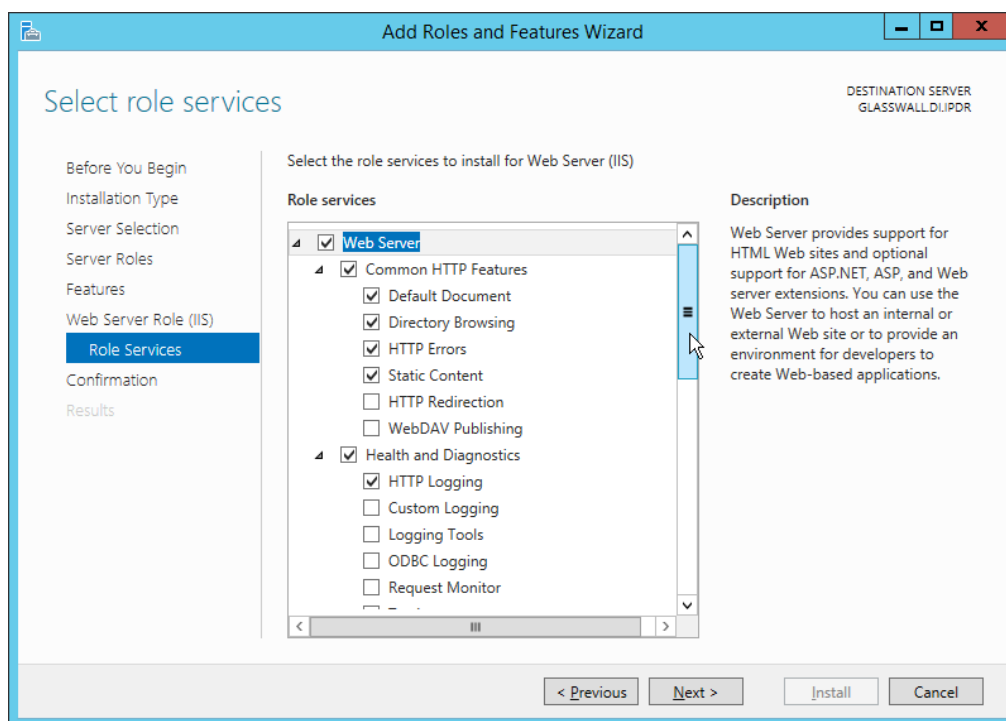 Add Roles and Features Wizard
Select role services
DESTINATION SERVER
GLASSWALL.DI.IPDR
Before You Begin
Installation Type
Server Selection
Server Roles
Features
Web Server Role (IIS)
Role Services
Confirmation
Results
Select the role services to install for Web Server (IIS)
Role services
Web Server
Common HTTP Features
Default Document
Directory Browsing
HTTP Errors
Static Content
HTTP Redirection
WebDAV Publishing
Health and Diagnostics
HTTP Logging
Custom Logging
Logging Tools
ODBC Logging
Request Monitor
Description
Web Server provides support for
HTML Web sites and optional
support for ASP.NET, ASP, and Web
server extensions. You can use the
Web Server to host an internal or
external Web site or to provide an
environment for developers to
create Web-based applications.
< Previous
Next >
Install
Cancel